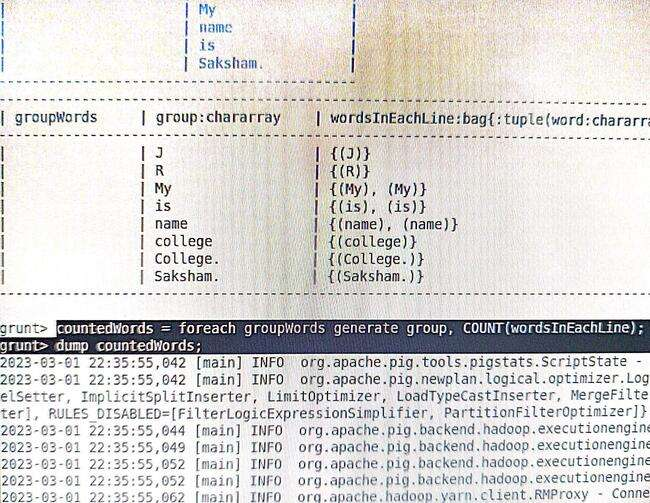 | My
| name
| is
| Saksham. |
| groupWords | group:chararray | wordsInEachLine:bag{:tuple(word:chararra
| | J | {(J)}
| | R | {(R)}
| | My | {(My), (My)}
| | is | {(is), (is)}
| | name | {(name), (name)}
| | college | {(college)}
| | College. | {(College.)}
| | Saksham. | {(Saksham.)}
grunt> countedWords = foreach groupWords generate group, COUNT(wordsInEachLine);
grunt> dump countedWords;
2023-03-01 22:35:55,042 [main] INFO org.apache.pig.tools.pigstats.ScriptState -
2023-03-01 22:35:55,042 [main] INFO org.apache.pig.newplan.logical.optimizer.Log
elSetter, ImplicitSplitInserter, LimitOptimizer, LoadTypeCastInserter, MergeFilte
ter], RULES_DISABLED=[FilterLogicExpressionSimplifier, PartitionFilterOptimizer]}
2023-03-01 22:35:55,044 [main] INFO org.apache.pig.backend.hadoop.executionengine
2023-03-01 22:35:55,049 [main] INFO org.apache.pig.backend.hadoop.executionengine
2023-03-01 22:35:55,052 [main] INFO org.apache.pig.backend.hadoop.executionengine
2023-03-01 22:35:55,052 [main] INFO org.apache.pig.backend.hadoop.executionengine
2023-03-01 22:35:55,062 [main] INFO org.apache.hadoop.yarn.client.RMProxy - Conne